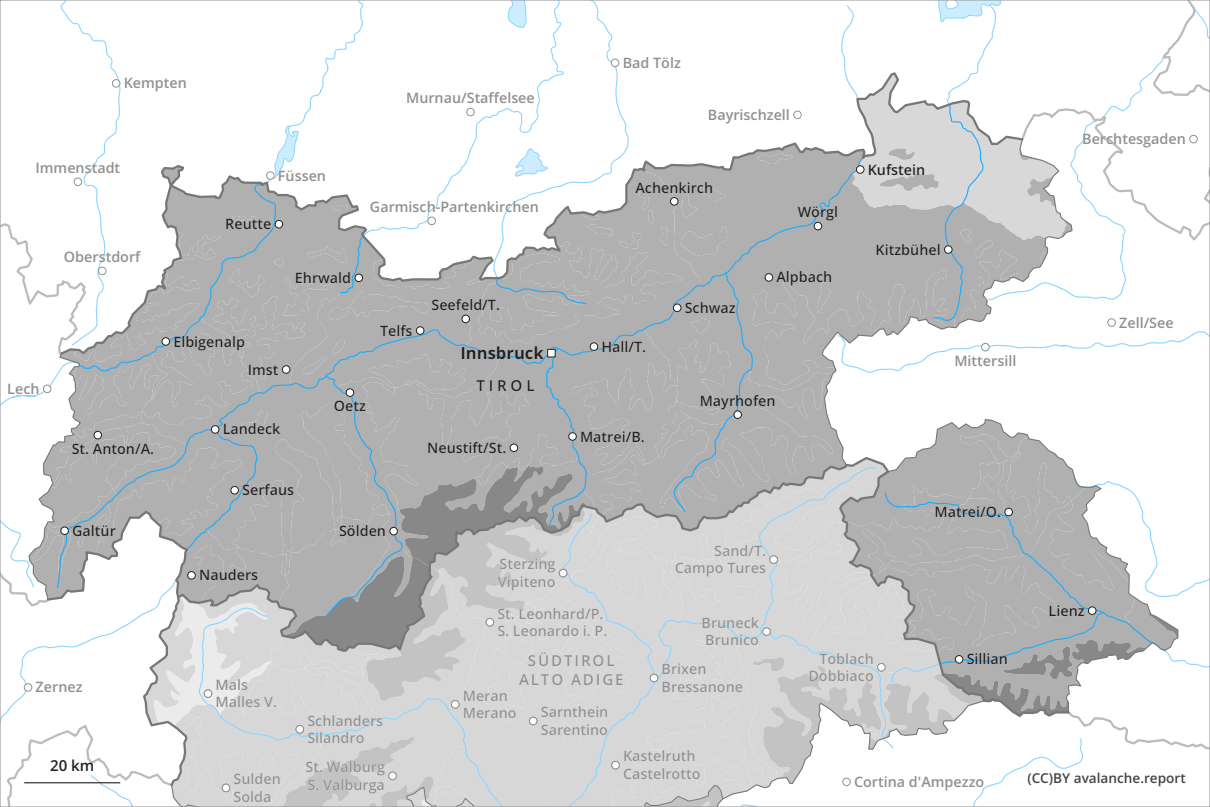 Kempten
Bad Tölz
Murnau/Staffelsee
Bayrischzell
Berchtesgaden
Immenstadt
Füssen
Kufstein
Achenkirch
Garmisch-Partenkirchen
Wörgl
Reutte
Kitzbühel
Oberstdorf
Ehrwald
Alpbach
Seefeld/T.
Schwaz
Zell/See
Telfs
Elbigenalp
Innsbruck
Hall/T.
Mittersill
Imst
TIROL
Lech
Oetz
Mayrhofen
Landeck
Matrei/B.
St. Anton/A.
Neustift/St.
Serfaus
Matrei/O.
Galtür
Sölden
Sand/T.
Campo Tures
Sterzing
Vipiteno
Nauders
St. Leonhard/P.
S. Leonardo i. P.
Lienz
Bruneck
Brunico
Sillian
SÜDTIROL
ALTO ADIGE
Toblach
Dobbiaco
Brixen
Bressanone
Zernez
Mals
Malles V.
Meran
Merano
Sarnthein
Sarentino
Schlanders
Silandro
Kastelruth
Castelrotto
St. Walburg
S. Valburga
20 km
Sulden
Solda
Cortina d'Ampezzo
(CC)BY avalanche.report